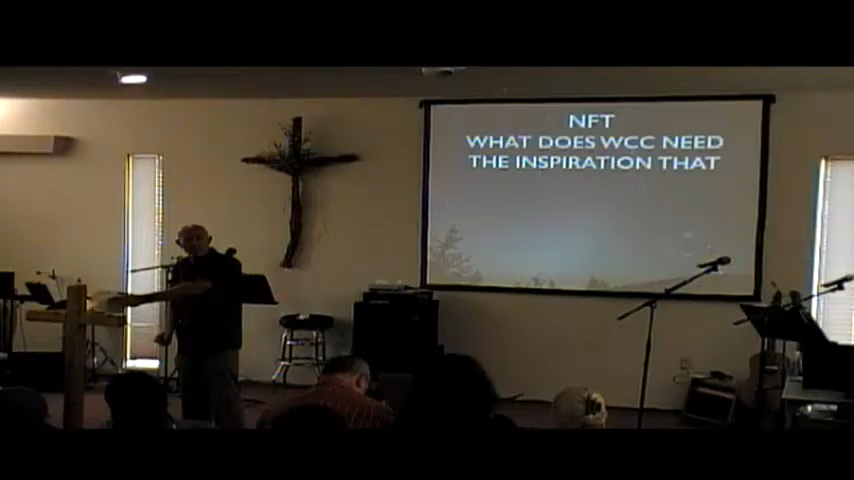 NFT
WHAT DOES WCC NEED
THE INSPIRATION THAT